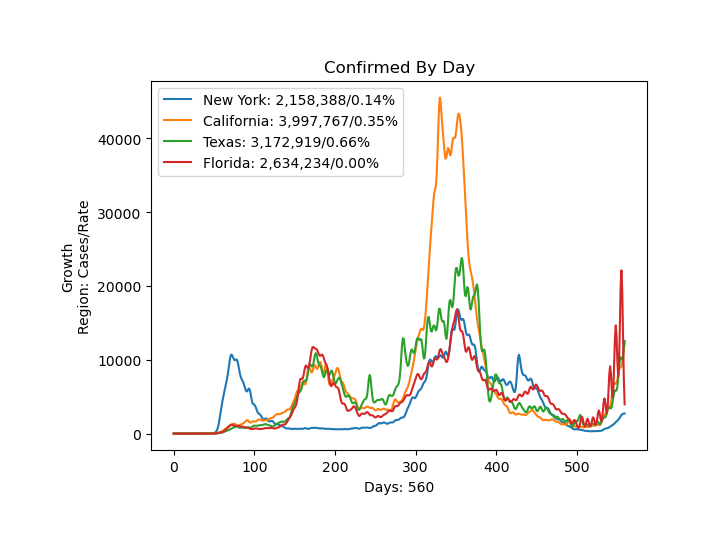 Confirmed By Day
New York: 2,158,388/0.14%
California: 3,997,767/0.35%
Texas: 3,172,919/0.66%
Florida: 2,634,234/0.00%
Growth
Region: Cases/Rate
40000
30000
20000
10000
0
0 100 200 300 400 500
Days: 560